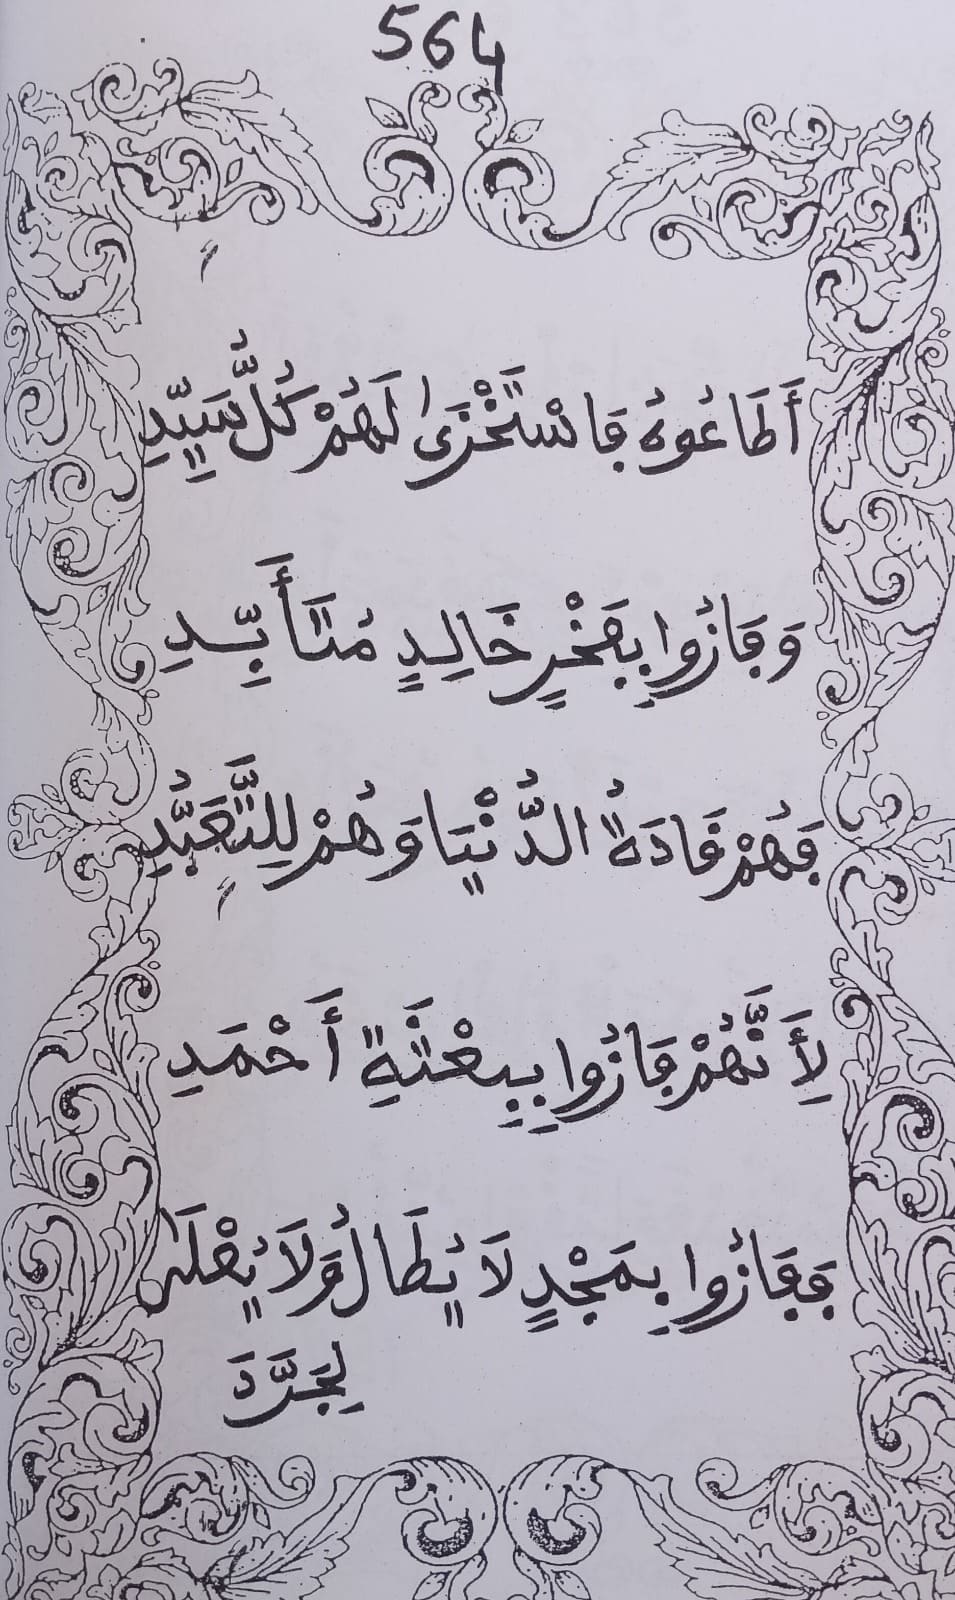 564
أَطَاعُوهُ فَاسْتَخْزَى لَهُمْ كُلُّ سَيِّدِ
وَفَازُوا بِفَخْرٍ خَالِدٍ مُتَأَبِّدِ
فَهُمْ قَادَةُ الدُّنْيَا وَهُمْ لِلتَّعَبُّدِ
لِأَنَّهُمْ فَازُوا بِبِعْثَةِ أَحْمَدِ
فَفَازُوا بِمَجْدٍ لَا يُطَالُ وَلَا يُعْلَى
لِجَرَّدَ